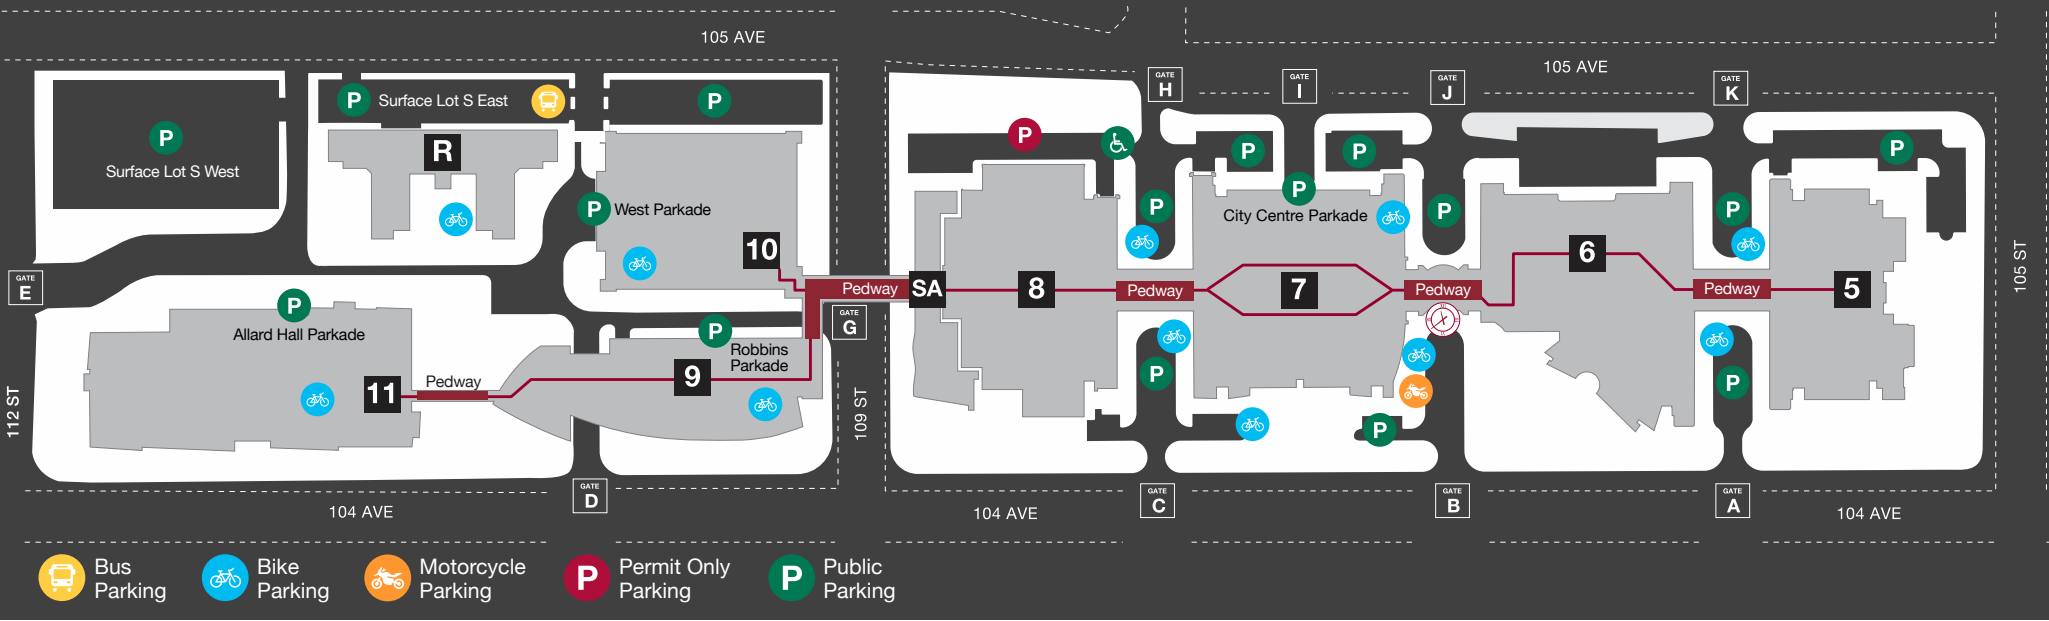 105 AVE
105 AVE
GATE
H
GATE
I
GATE
J
GATE
K
P
Surface Lot S East
P
P
Surface Lot S West
R
P
P
P
P
P
P
P
P
P
P
West Parkade
City Centre Parkade
10
6
105 ST
GATE
E
Pedway
SA
8
Pedway
7
Pedway
Pedway
5
P
Allard Hall Parkade
GATE
G
P
Robbins
Parkade
9
11
Pedway
P
P
P
112 ST
109 ST
GATE
D
GATE
C
GATE
B
GATE
A
104 AVE
104 AVE
104 AVE
Bus
Parking
Bike
Parking
Motorcycle
Parking
P
Permit Only
Parking
P
Public
Parking